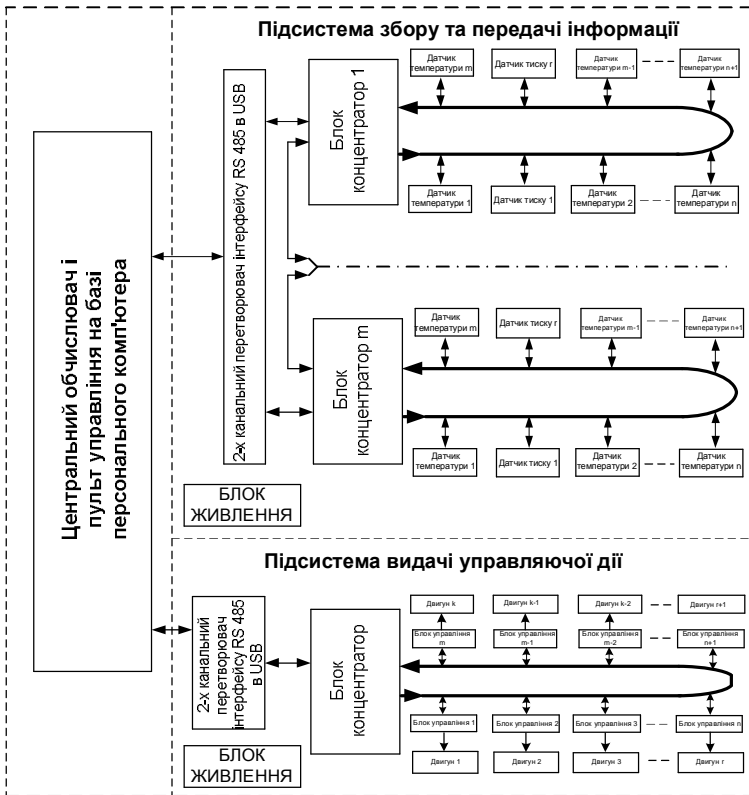 Підсистема збору та передачі інформації
Центральний обчислювач і
пульт управління на базі
персонального комп'ютера
2-х канальний перетворювач інтерфейсу RS 485 в USB
Блок
концентратор 1
Датчик
температури m
Датчик тиску r
Датчик
температури m-1
Датчик
температури n+1
Датчик
температури 1
Датчик тиску 1
Датчик
температури 2
Датчик
температури n
Блок
концентратор m
Датчик
температури m
Датчик
тиску r
Датчик
температури m-1
Датчик
температури n+1
Датчик
температури 1
Датчик тиску 1
Датчик
температури 2
Датчик
температури n
БЛОК
ЖИВЛЕННЯ
Підсистема видачі управляючої дії
2-х канальний
перетворювач
інтерфейсу RS 485
в USB
Блок
концентратор
Двигун k
Двигун k-1
Двигун k-2
Двигун r+1
Блок управління
m
Блок управління
m-1
Блок управління
m-2
Блок управління
n+1
Блок управління 1
Блок управління 2
Блок управління 3
Блок управління n
Двигун 1
Двигун 2
Двигун 3
Двигун r
БЛОК
ЖИВЛЕННЯ